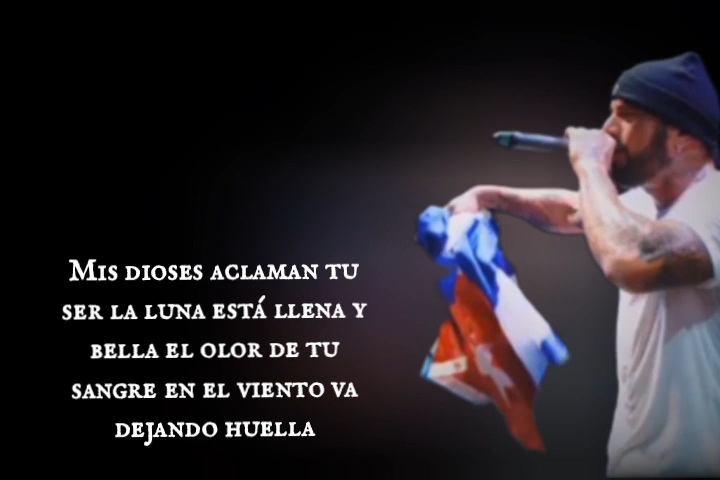 Mis dioses aclaman tu
ser la luna está llena y
bella el olor de tu
sangre en el viento va
dejando huella